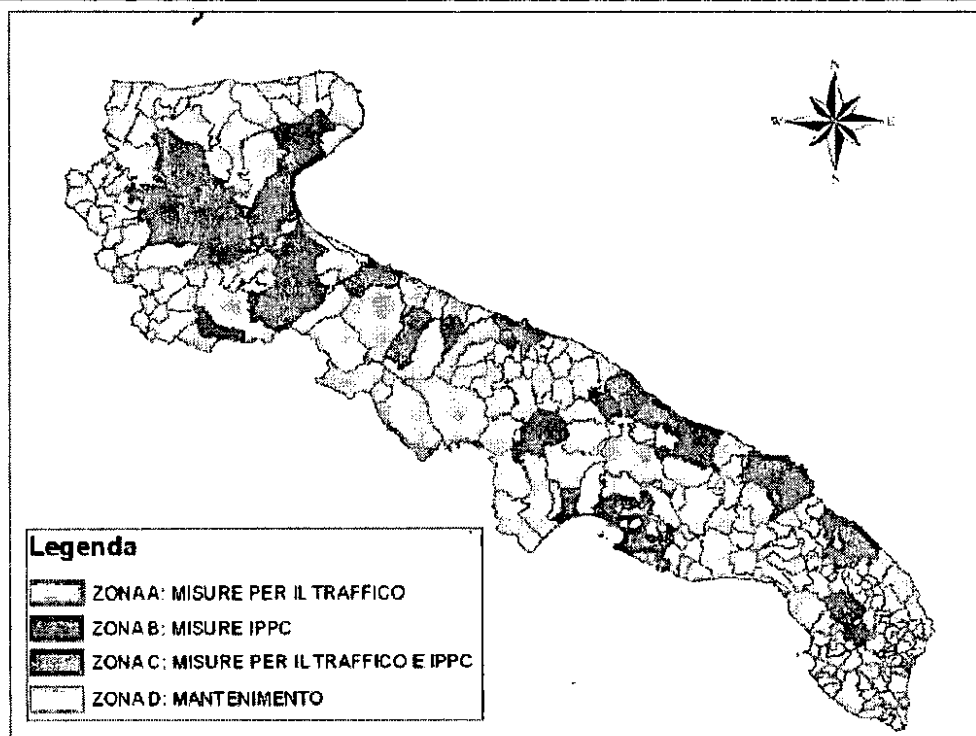 N
W
E
S
Legenda
ZONA A: MISURE PER IL TRAFFICO
ZONA B: MISURE IPPC
ZONA C: MISURE PER IL TRAFFICO E IPPC
ZONA D: MANTENIMENTO